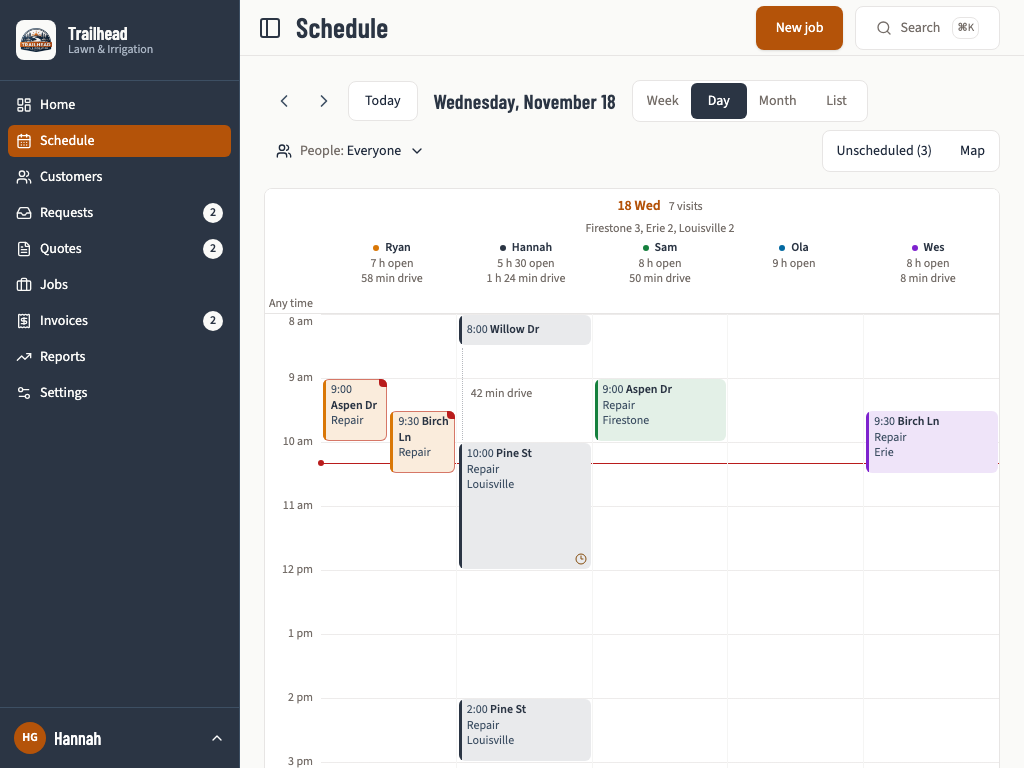 TRAILHEAD
Trailhead
Lawn & Irrigation
Home
Schedule
Customers
Requests 2
Quotes 2
Jobs
Invoices 2
Reports
Settings
HG Hannah
Schedule
New job
Search ⌘K
Today
Wednesday, November 18
Week Day Month List
People: Everyone
Unscheduled (3) Map
18 Wed 7 visits
Firestone 3, Erie 2, Louisville 2
Ryan
7 h open
58 min drive
Hannah
5 h 30 open
1 h 24 min drive
Sam
8 h open
50 min drive
Ola
9 h open
Wes
8 h open
8 min drive
Any time
8 am
9 am
10 am
11 am
12 pm
1 pm
2 pm
3 pm
9:00
Aspen Dr
Repair
9:30 Birch
Ln
Repair
8:00 Willow Dr
42 min drive
10:00 Pine St
Repair
Louisville
2:00 Pine St
Repair
Louisville
9:00 Aspen Dr
Repair
Firestone
9:30 Birch Ln
Repair
Erie